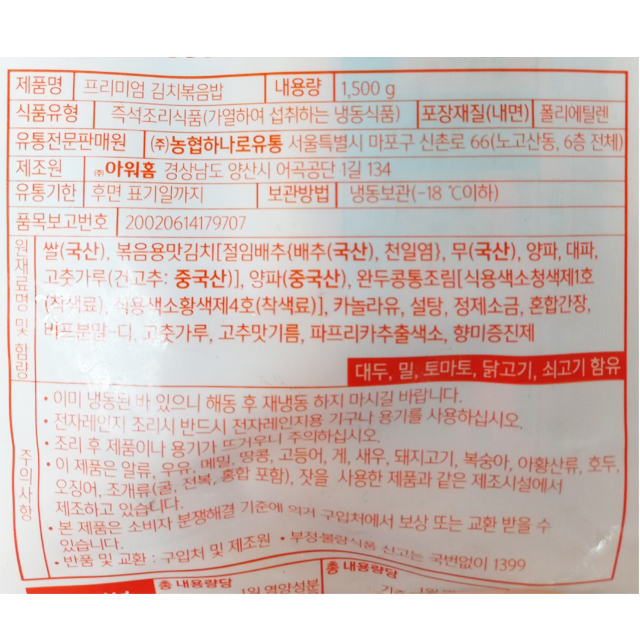 제품명 프리미엄 김치볶음밥 내용량 1,500 g
식품유형 즉석조리식품(가열하여 섭취하는 냉동식품) 포장재질(내면) 폴리에틸렌
유통전문판매원 ㈜농협하나로유통 서울특별시 마포구 신촌로 66(노고산동, 6층 전체)
제조원 ㈜아워홈 경상남도 양산시 어곡공단 1길 134
유통기한 후면 표기일까지 보관방법 냉동보관(-18 ℃이하)
품목보고번호 20020614179707
원재료명 및 함량
쌀(국산), 볶음용맛김치[절임배추{배추(국산), 천일염}, 무(국산), 양파, 대파,
고춧가루(건고추: 중국산)], 양파(중국산), 완두콩통조림[식용색소청색제1호
(착색료), 식용색소황색제4호(착색료)], 카놀라유, 설탕, 정제소금, 혼합간장,
비프분말-디, 고춧가루, 고추맛기름, 파프리카추출색소, 향미증진제
대두, 밀, 토마토, 닭고기, 쇠고기 함유
주의사항
• 이미 냉동된 바 있으니 해동 후 재냉동 하지 마시길 바랍니다.
• 전자레인지 조리시 반드시 전자레인지용 기구나 용기를 사용하십시오.
• 조리 후 제품이나 용기가 뜨거우니 주의하십시오.
• 이 제품은 알류, 우유, 메밀, 땅콩, 고등어, 게, 새우, 돼지고기, 복숭아, 아황산류, 호두,
오징어, 조개류(굴, 전복, 홍합 포함), 잣을 사용한 제품과 같은 제조시설에서
제조하고 있습니다.
• 본 제품은 소비자 분쟁해결 기준에 의거 구입처에서 보상 또는 교환 받을 수
있습니다.
• 반품 및 교환 : 구입처 및 제조원 • 부정·불량식품 신고는 국번없이 1399
총 내용량당 1일 영양성분 총 내용량당